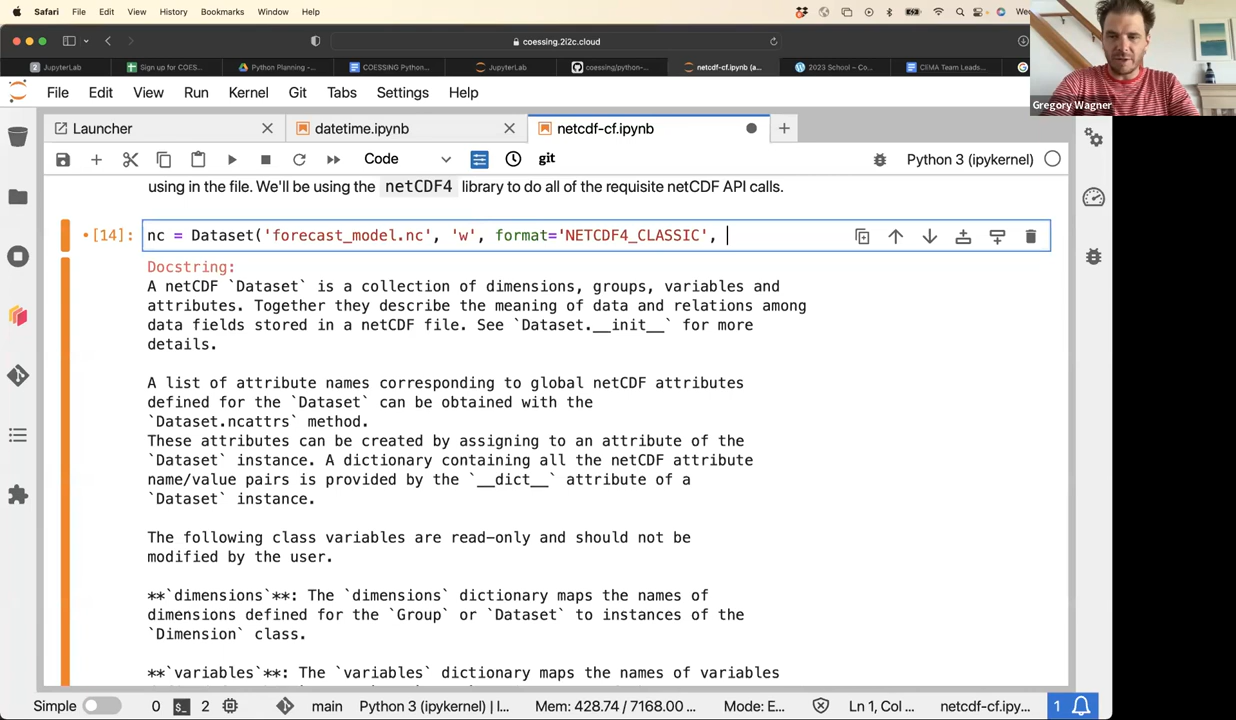 Safari File Edit View History Bookmarks Window Help
coessing.2i2c.cloud
JupyterLab Sign up for COES... Python Planning -... COESSING Python... JupyterLab coessing/python-... netcdf-cf.ipynb (a... 2023 School – Co... CliMA Team Leads...
Gregory Wagner
File Edit View Run Kernel Git Tabs Settings Help
Launcher datetime.ipynb netcdf-cf.ipynb
Code git Python 3 (ipykernel)
using in the file. We'll be using the netCDF4 library to do all of the requisite netCDF API calls.
[14]: nc = Dataset('forecast_model.nc', 'w', format='NETCDF4_CLASSIC',
Docstring:
A netCDF `Dataset` is a collection of dimensions, groups, variables and
attributes. Together they describe the meaning of data and relations among
data fields stored in a netCDF file. See `Dataset.__init__` for more
details.
A list of attribute names corresponding to global netCDF attributes
defined for the `Dataset` can be obtained with the
`Dataset.ncattrs` method.
These attributes can be created by assigning to an attribute of the
`Dataset` instance. A dictionary containing all the netCDF attribute
name/value pairs is provided by the `__dict__` attribute of a
`Dataset` instance.
The following class variables are read-only and should not be
modified by the user.
**`dimensions`**: The `dimensions` dictionary maps the names of
dimensions defined for the `Group` or `Dataset` to instances of the
`Dimension` class.
**`variables`**: The `variables` dictionary maps the names of variables
Simple 0 2 main Python 3 (ipykernel) | I... Mem: 428.74 / 7168.00 ... Mode: E... Ln 1, Col ... netcdf-cf.ipy... 1